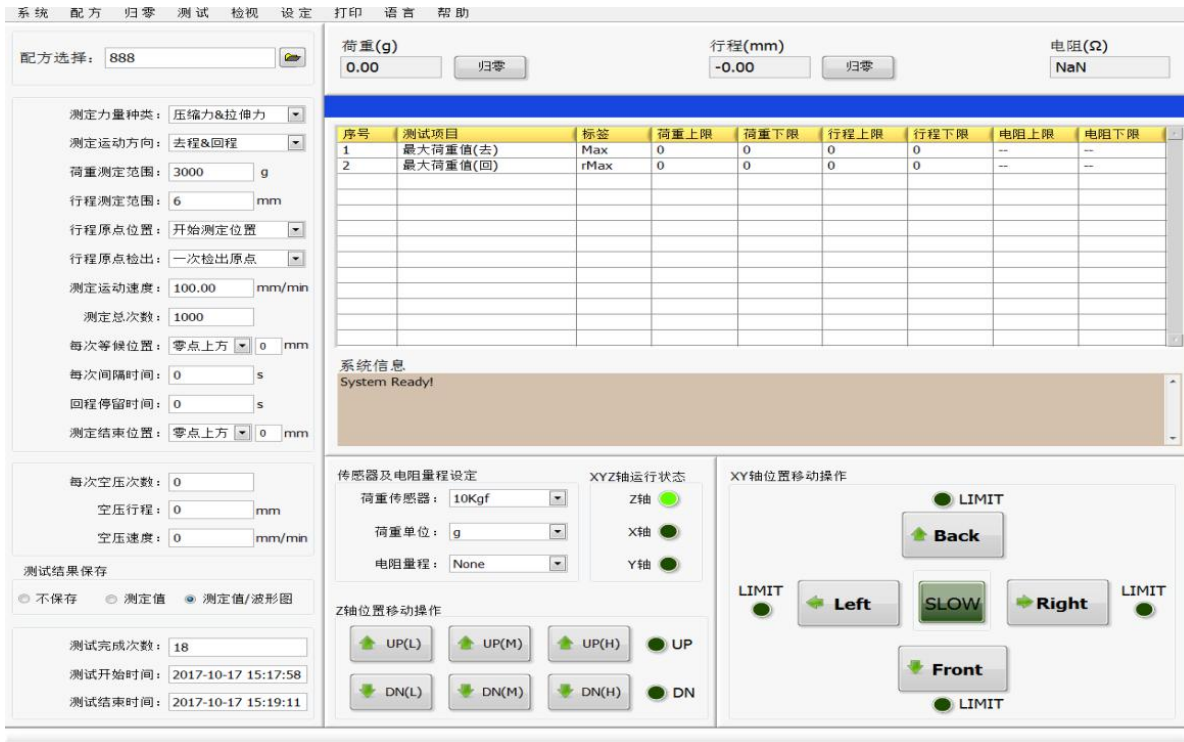 系统 配方 归零 测试 检视 设定 打印 语言 帮助
配方选择： 888
测定力量种类： 压缩力&拉伸力
测定运动方向： 去程&回程
荷重测定范围： 3000 g
行程测定范围： 6 mm
行程原点位置： 开始测定位置
行程原点检出： 一次检出原点
测定运动速度： 100.00 mm/min
测定总次数： 1000
每次等候位置： 零点上方 0 mm
每次间隔时间： 0 s
回程停留时间： 0 s
测定结束位置： 零点上方 0 mm
每次空压次数： 0
空压行程： 0 mm
空压速度： 0 mm/min
测试结果保存
不保存 测定值 测定值/波形图
测试完成次数： 18
测试开始时间： 2017-10-17 15:17:58
测试结束时间： 2017-10-17 15:19:11
荷重(g) 行程(mm) 电阻(Ω)
0.00 归零 -0.00 归零 NaN
序号 测试项目 标签 荷重上限 荷重下限 行程上限 行程下限 电阻上限 电阻下限
1 最大荷重值(去) Max 0 0 0 0 -- --
2 最大荷重值(回) rMax 0 0 0 0 -- --
系统信息
System Ready!
传感器及电阻量程设定
荷重传感器： 10Kgf
荷重单位： g
电阻量程： None
XYZ轴运行状态
Z轴
X轴
Y轴
Z轴位置移动操作
UP(L) UP(M) UP(H) UP
DN(L) DN(M) DN(H) DN
XY轴位置移动操作
LIMIT
Back
LIMIT Left SLOW Right LIMIT
Front
LIMIT